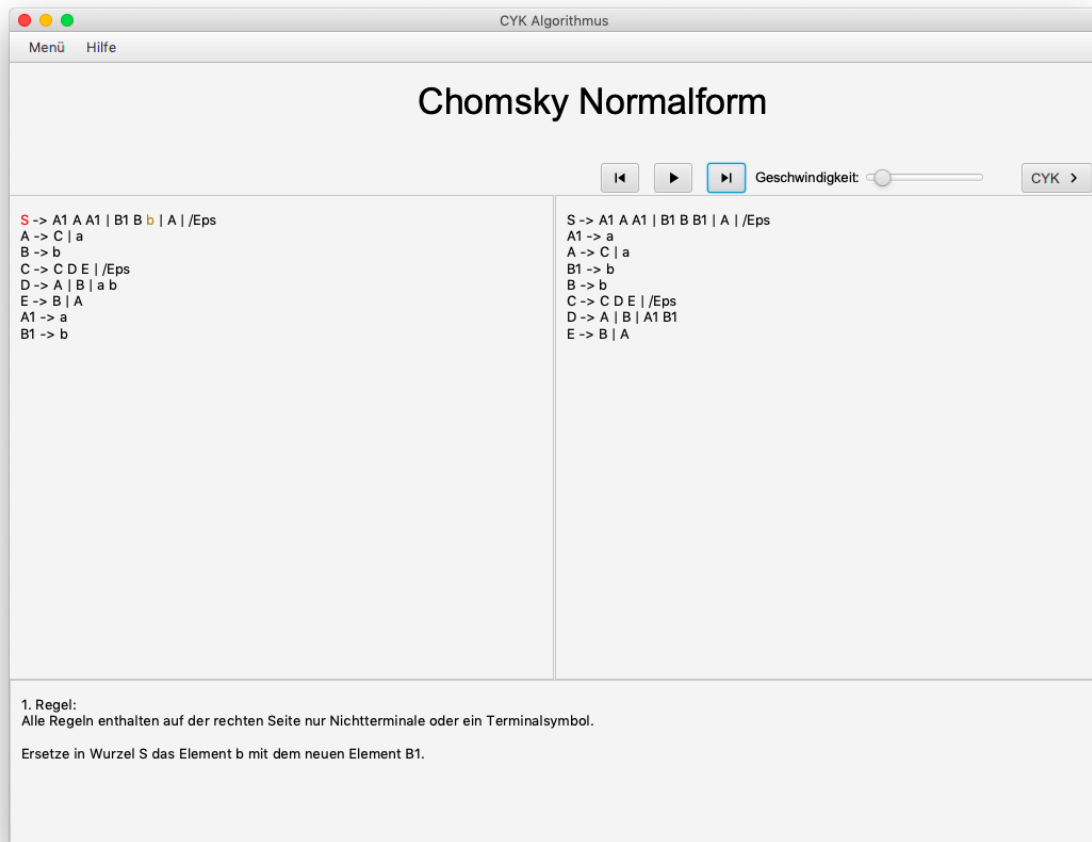 CYK Algorithmus
Menü Hilfe
Chomsky Normalform
Geschwindigkeit: CYK >
S -> A1 A A1 | B1 B b | A | /Eps
A -> C | a
B -> b
C -> C D E | /Eps
D -> A | B | a b
E -> B | A
A1 -> a
B1 -> b
S -> A1 A A1 | B1 B B1 | A | /Eps
A1 -> a
A -> C | a
B1 -> b
B -> b
C -> C D E | /Eps
D -> A | B | A1 B1
E -> B | A
1. Regel:
Alle Regeln enthalten auf der rechten Seite nur Nichtterminale oder ein Terminalsymbol.
Ersetze in Wurzel S das Element b mit dem neuen Element B1.